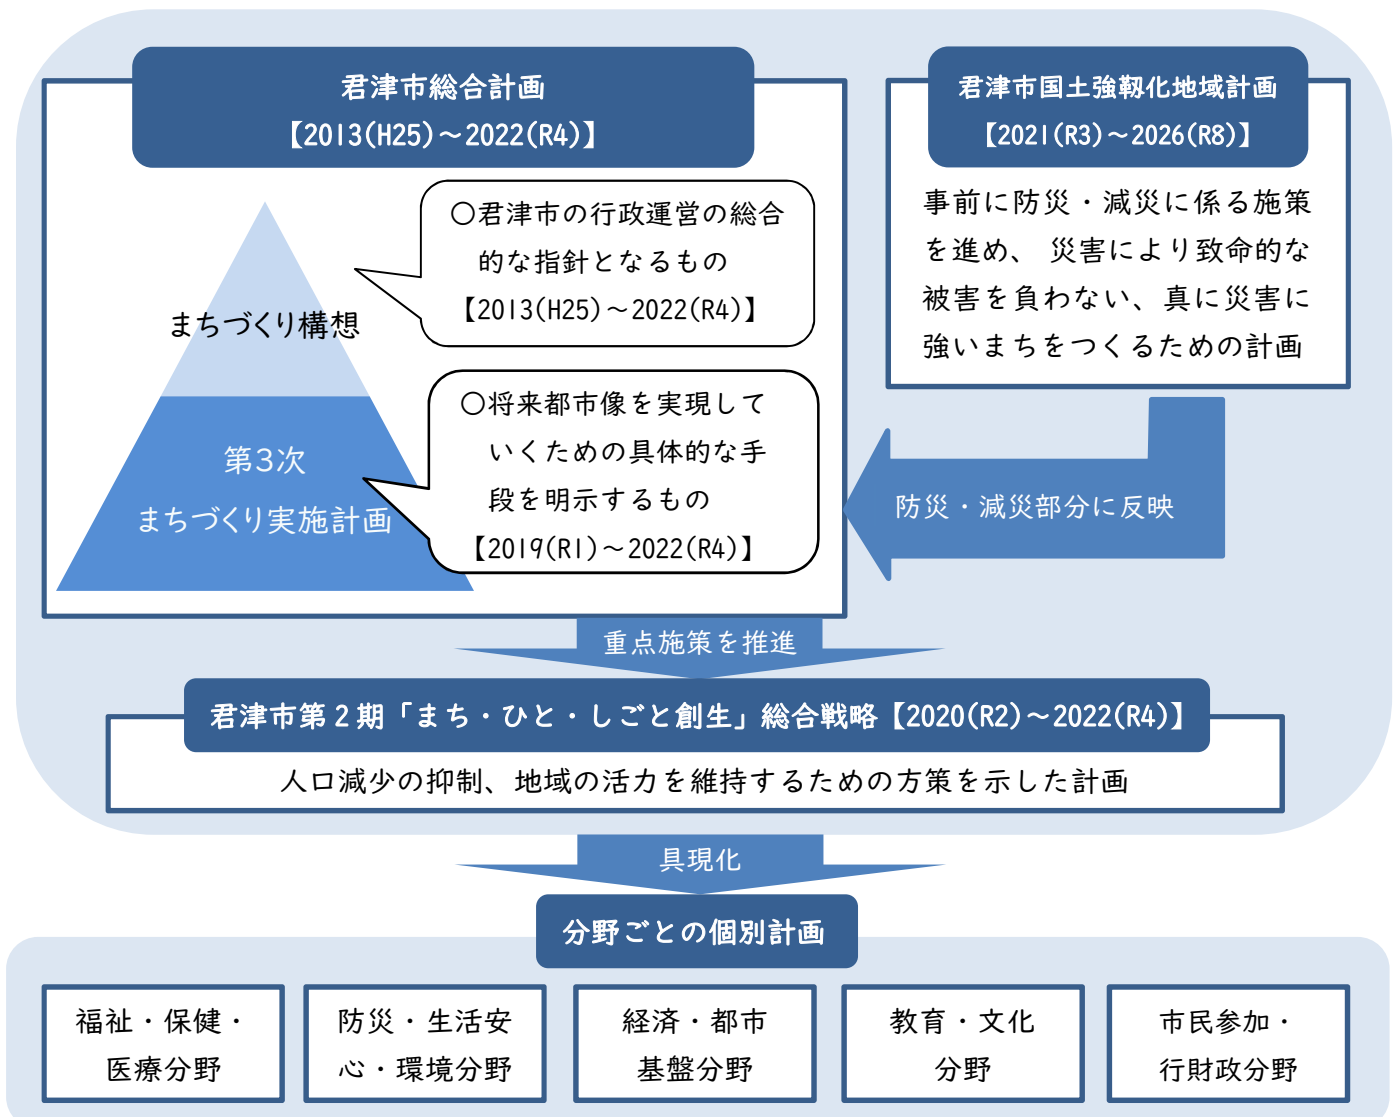 君津市総合計画
【2013(H25)～2022(R4)】
まちづくり構想
〇君津市の行政運営の総合
的な指針となるもの
【2013(H25)～2022(R4)】
第3次
まちづくり実施計画
〇将来都市像を実現して
いくための具体的な手
段を明示するもの
【2019(R1)～2022(R4)】
君津市国土強靱化地域計画
【2021(R3)～2026(R8)】
事前に防災・減災に係る施策
を進め、 災害により致命的な
被害を負わない、真に災害に
強いまちをつくるための計画
防災・減災部分に反映
重点施策を推進
君津市第2期「まち・ひと・しごと創生」総合戦略【2020(R2)～2022(R4)】
人口減少の抑制、地域の活力を維持するための方策を示した計画
具現化
分野ごとの個別計画
福祉・保健・
医療分野
防災・生活安
心・環境分野
経済・都市
基盤分野
教育・文化
分野
市民参加・
行財政分野